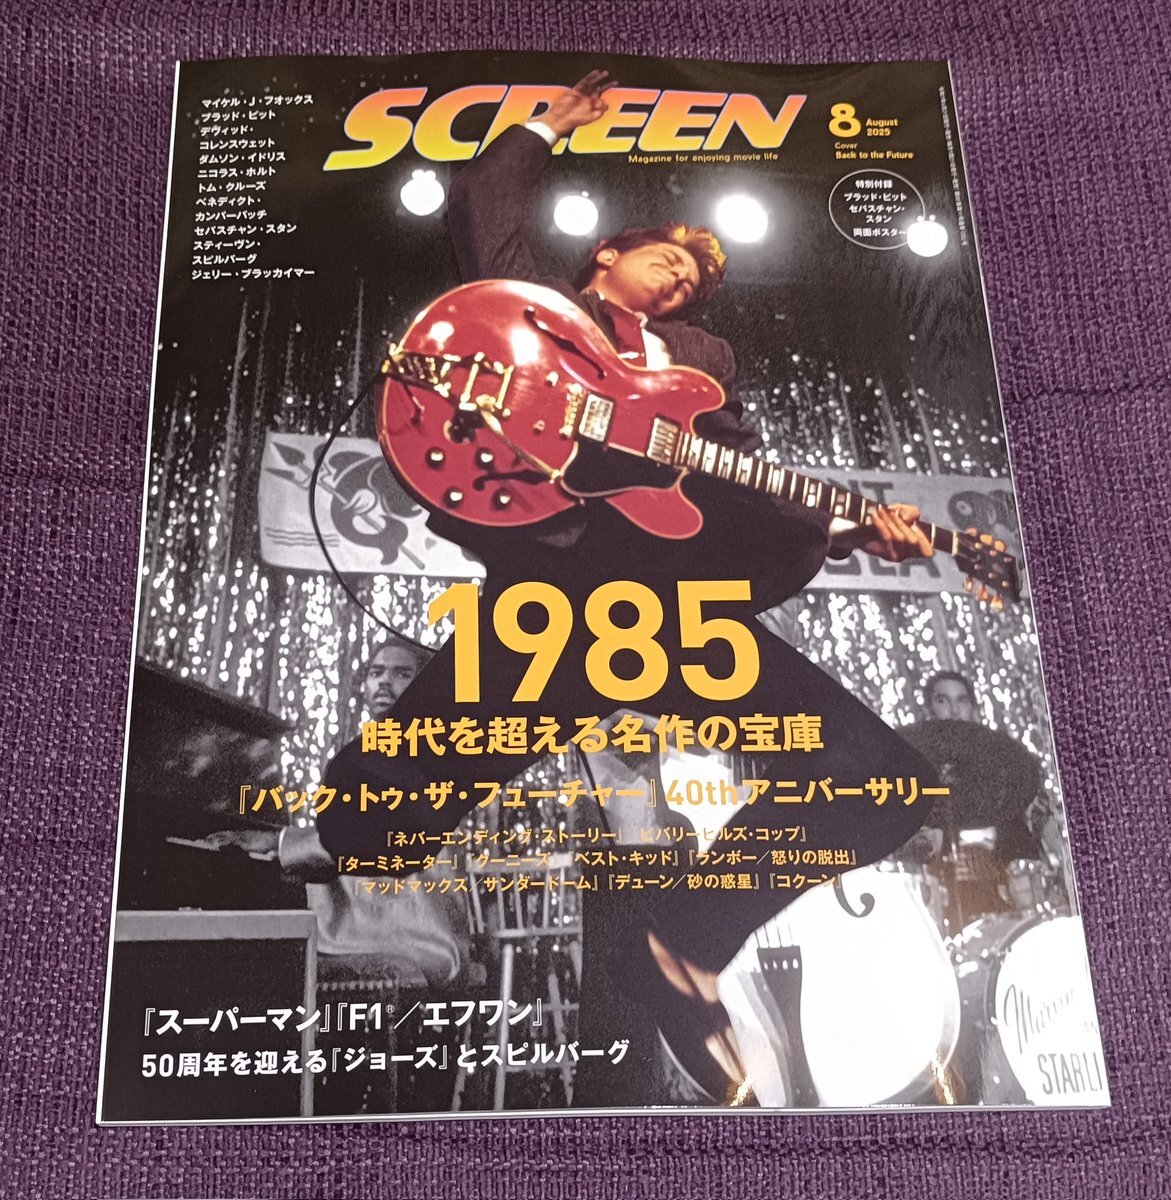 SCREEN
Magazine for enjoying movie life
8
August
2025
Cover
Back to the Future
特別付録
ブラッド・ピット
セバスチャン・
スタン
両面ポスター
マイケル・J・フォックス
ブラッド・ピット
デヴィッド・
コレンスウェット
ダムソン・イドリス
ニコラス・ホルト
トム・クルーズ
ベネディクト・
カンバーバッチ
セバスチャン・スタン
スティーヴン・
スピルバーグ
ジェリー・ブラッカイマー
1985
時代を超える名作の宝庫
『バック・トゥ・ザ・フューチャー』40thアニバーサリー
『ネバーエンディング・ストーリー』『ビバリーヒルズ・コップ』
『ターミネーター』『グーニーズ』『ベスト・キッド』『ランボー／怒りの脱出』
『マッドマックス／サンダードーム』『デューン／砂の惑星』『コクーン』
『スーパーマン』『F1®／エフワン』
50周年を迎える『ジョーズ』とスピルバーグ
Marvin
STARLI